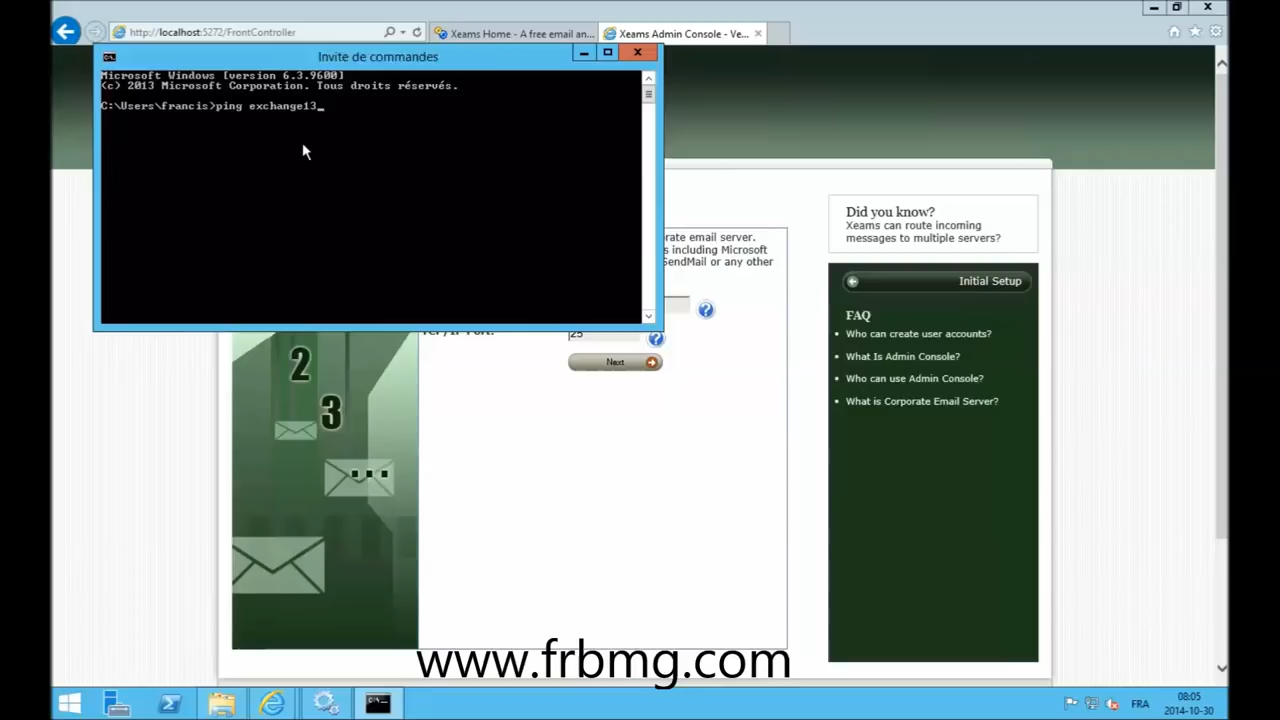 http://localhost:5272/FrontController
Xeams Home - A free email an...
Xeams Admin Console - Ve...
Invite de commandes
Microsoft Windows [version 6.3.9600]
(c) 2013 Microsoft Corporation. Tous droits réservés.
C:\Users\francis>ping exchange13_
Did you know?
Xeams can route incoming
messages to multiple servers?
orate email server.
s including Microsoft
SendMail or any other
Initial Setup
FAQ
Who can create user accounts?
What Is Admin Console?
Who can use Admin Console?
What is Corporate Email Server?
25
Next
2
3
www.frbmg.com
FRA
08:05
2014-10-30